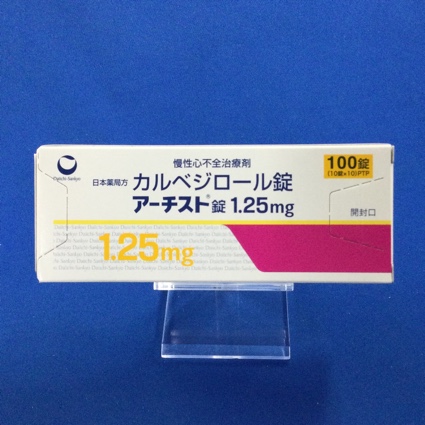 慢性心不全治療剤
日本薬局方 カルベジロール錠
アーチスト®錠 1.25mg
100錠
(10錠×10)PTP
開封口
Daiichi-Sankyo
1.25mg